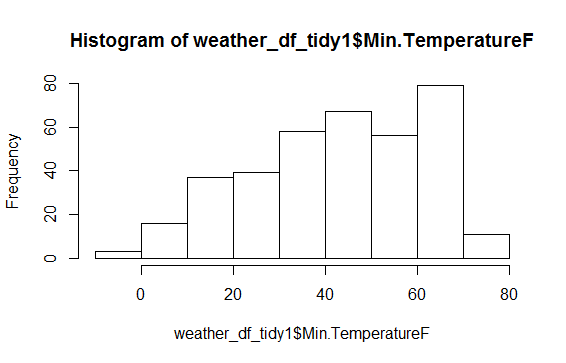 Histogram of weather_df_tidy1$Min.TemperatureF
Frequency
80
60
40
20
0
0 20 40 60 80
weather_df_tidy1$Min.TemperatureF